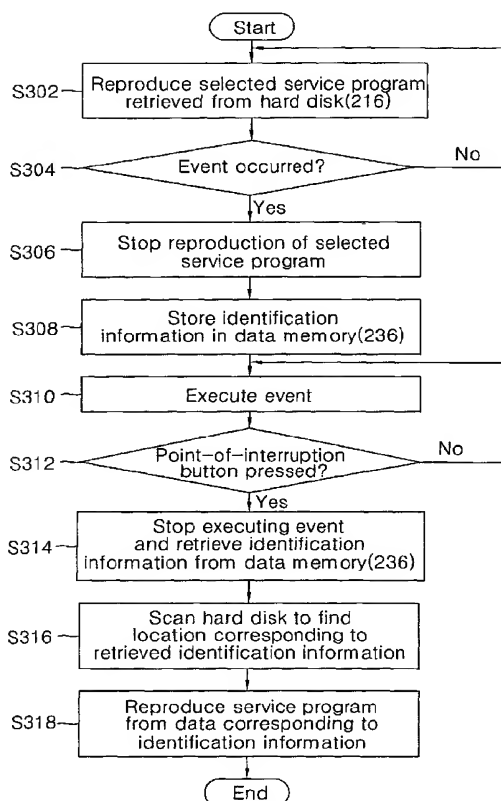 Start
S302
Reproduce selected service program
retrieved from hard disk(216)
S304
Event occurred?
No
Yes
S306
Stop reproduction of selected
service program
S308
Store identification
information in data memory(236)
S310
Execute event
S312
Point-of-interruption
button pressed?
No
Yes
S314
Stop executing event
and retrieve identification
information from data memory(236)
S316
Scan hard disk to find
location corresponding to
retrieved identification information
S318
Reproduce service program
from data corresponding to
identification information
End